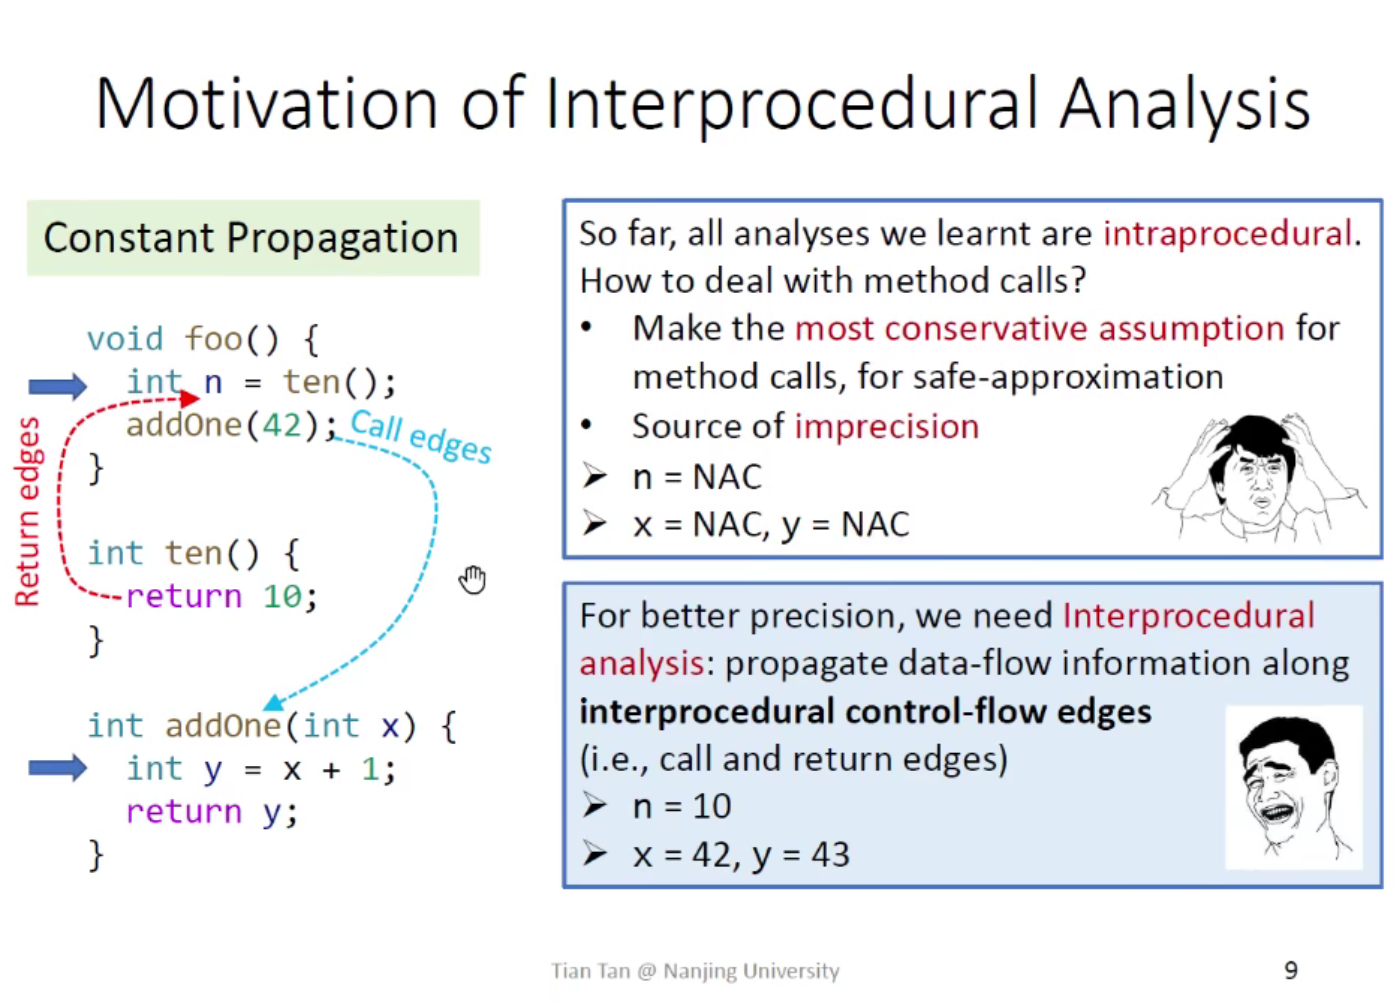 Motivation of Interprocedural Analysis
Constant Propagation
void foo() {
int n = ten();
addOne(42);
}
int ten() {
return 10;
}
int addOne(int x) {
int y = x + 1;
return y;
}
Return edges
Call edges
So far, all analyses we learnt are intraprocedural.
How to deal with method calls?
• Make the most conservative assumption for
method calls, for safe-approximation
• Source of imprecision
➢ n = NAC
➢ x = NAC, y = NAC
For better precision, we need Interprocedural
analysis: propagate data-flow information along
interprocedural control-flow edges
(i.e., call and return edges)
➢ n = 10
➢ x = 42, y = 43
Tian Tan @ Nanjing University
9